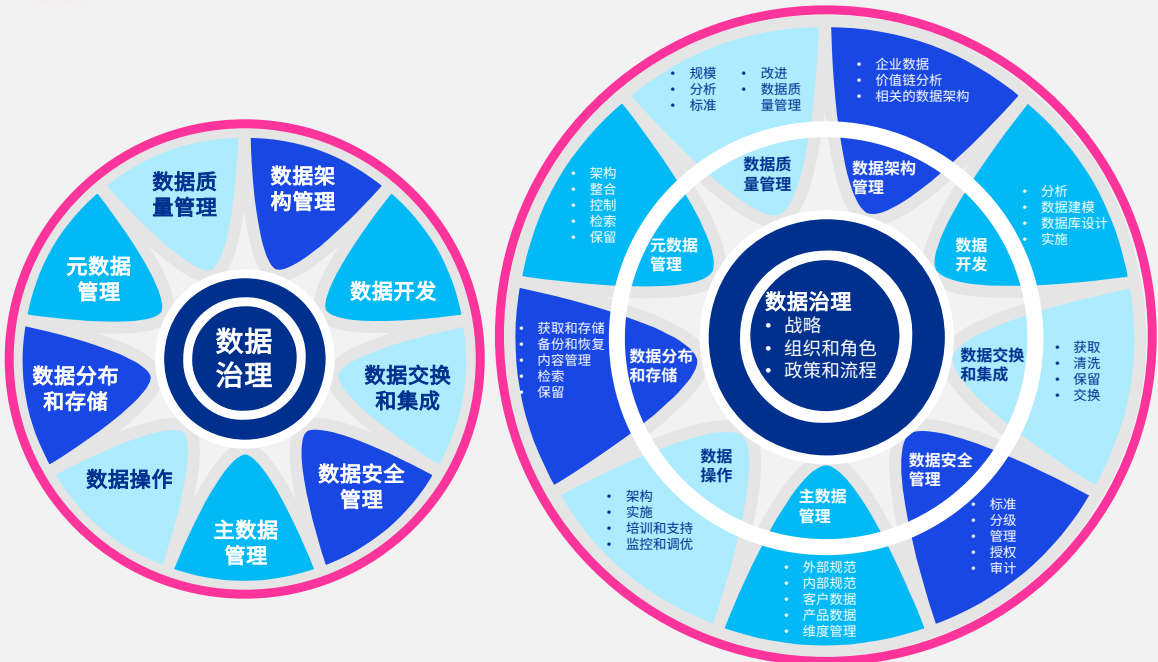 数据质
量管理
数据架
构管理
元数据
管理
数据开发
数据
治理
数据分布
和存储
数据交换
和集成
数据操作
数据安全
管理
主数据
管理
• 规模
• 分析
• 标准
• 改进
• 数据质
量管理
• 企业数据
• 价值链分析
• 相关的数据架构
数据质
量管理
数据架构
管理
• 架构
• 整合
• 控制
• 检索
• 保留
元数据
管理
数据
开发
• 分析
• 数据建模
• 数据库设计
• 实施
• 获取和存储
• 备份和恢复
• 内容管理
• 检索
• 保留
数据分布
和存储
数据治理
• 战略
• 组织和角色
• 政策和流程
数据交换
和集成
• 获取
• 清洗
• 保留
• 交换
数据
操作
• 架构
• 实施
• 培训和支持
• 监控和调优
主数据
管理
• 外部规范
• 内部规范
• 客户数据
• 产品数据
• 维度管理
数据安全
管理
• 标准
• 分级
• 管理
• 授权
• 审计